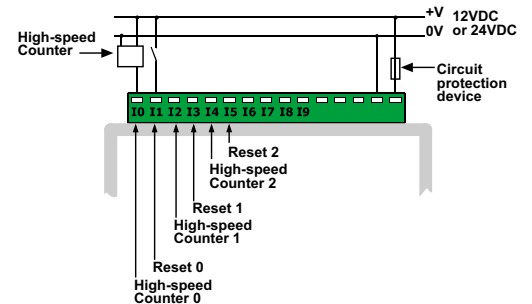 +V 12VDC
0V or 24VDC
High-speed
Counter
Circuit
protection
device
I0 I1 I2 I3 I4 I5 I6 I7 I8 I9
Reset 2
High-speed
Counter 2
Reset 1
High-speed
Counter 1
Reset 0
High-speed
Counter 0